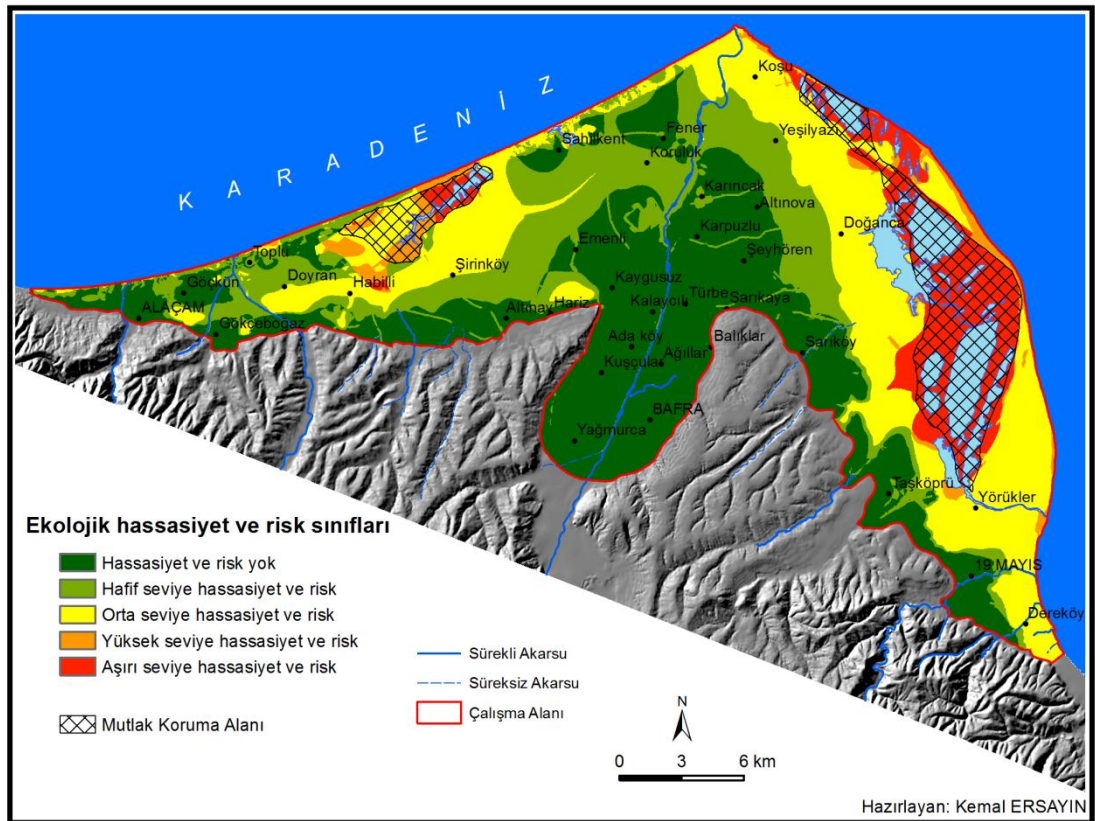 KARADENİZ
Koşu
Fener
Sahilkent
Koruluk
Yeşilyazı
Karıncak
Altınova
Karpuzlu
Doğanca
Emenli
Şeyhören
Toplu
Şirinköy
Doyran
Habilli
Göçkün
Kaygusuz
Türbe
Sarıkaya
Kalaycılı
ALAÇAM
Altınay
Hariz
Gökceboğaz
Ada köy
Balıklar
Sarıköy
Ağıllar
Kuşçular
BAFRA
Yağmurca
Taşköprü
Yörükler
19 MAYIS
Dereköy
Ekolojik hassasiyet ve risk sınıfları
Hassasiyet ve risk yok
Hafif seviye hassasiyet ve risk
Orta seviye hassasiyet ve risk
Yüksek seviye hassasiyet ve risk
Aşırı seviye hassasiyet ve risk
Mutlak Koruma Alanı
Sürekli Akarsu
Süreksiz Akarsu
Çalışma Alanı
N
0 3 6 km
Hazırlayan: Kemal ERSAYIN